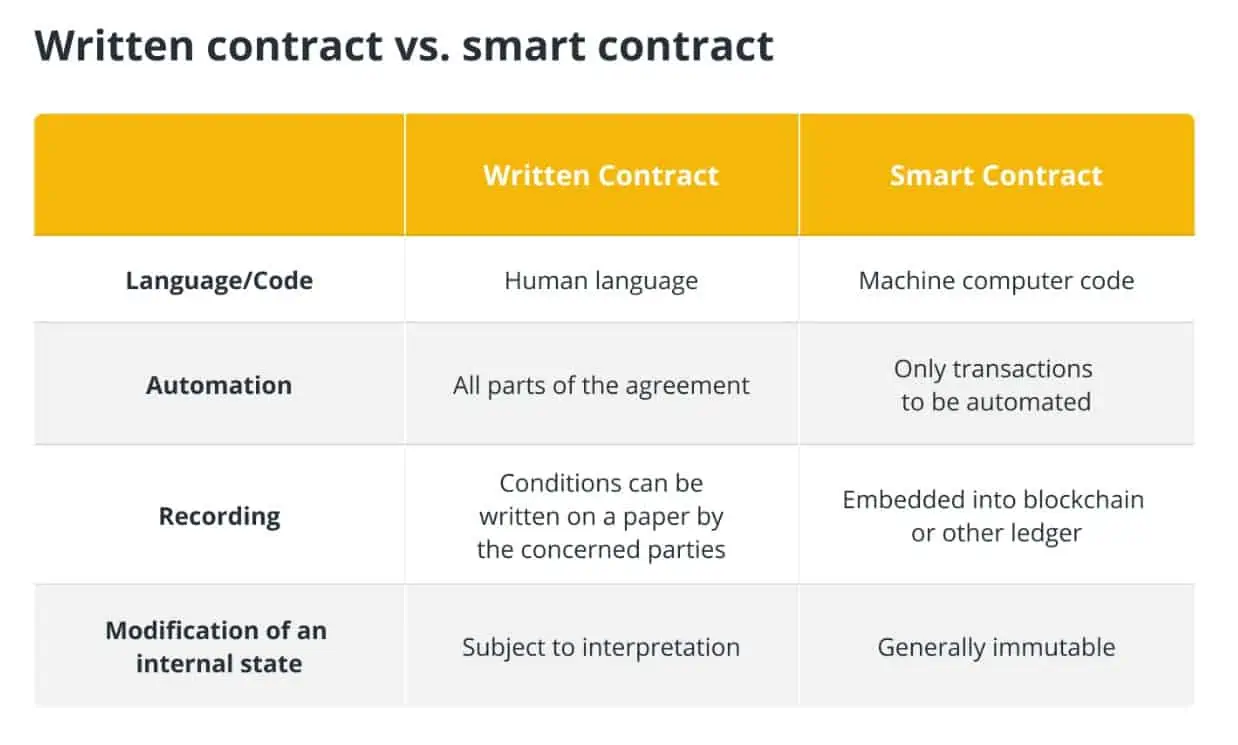 Written contract vs. smart contract
Written Contract
Smart Contract
Language/Code
Human language
Machine computer code
Automation
All parts of the agreement
Only transactions
to be automated
Recording
Conditions can be
written on a paper by
the concerned parties
Embedded into blockchain
or other ledger
Modification of an
internal state
Subject to interpretation
Generally immutable